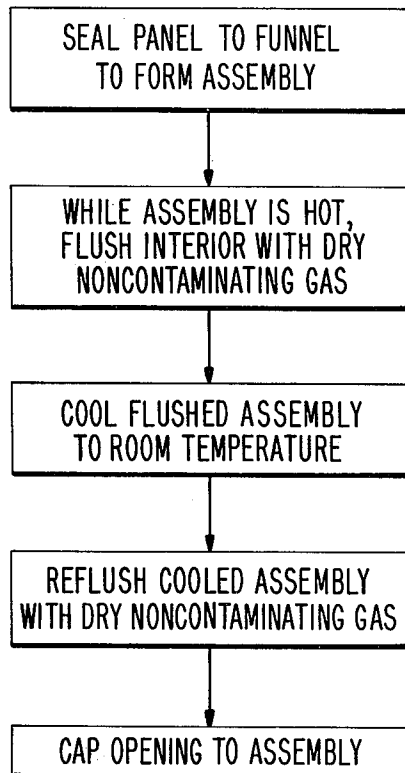 SEAL PANEL TO FUNNEL
TO FORM ASSEMBLY
WHILE ASSEMBLY IS HOT,
FLUSH INTERIOR WITH DRY
NONCONTAMINATING GAS
COOL FLUSHED ASSEMBLY
TO ROOM TEMPERATURE
REFLUSH COOLED ASSEMBLY
WITH DRY NONCONTAMINATING GAS
CAP OPENING TO ASSEMBLY